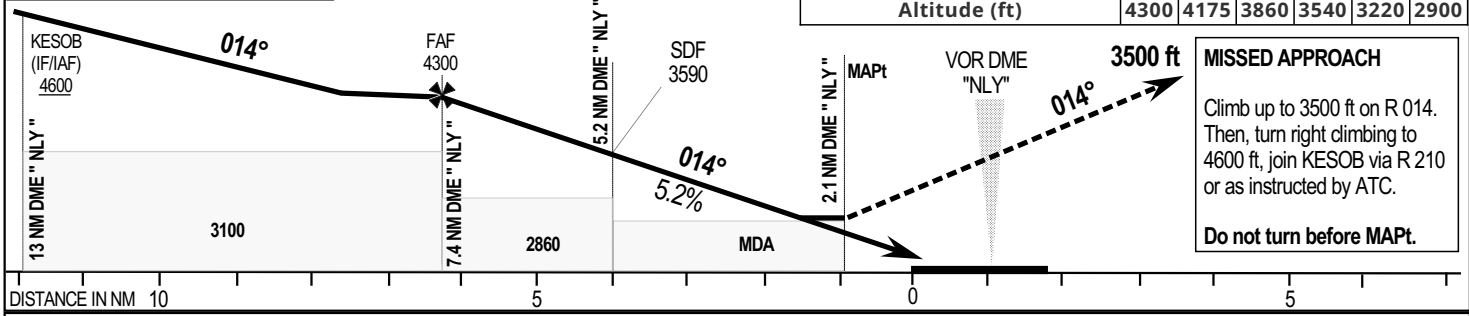 Altitude (ft) 4300 4175 3860 3540 3220 2900
KESOB
(IF/IAF)
4600
014°
FAF
4300
5.2 NM DME " NLY "
SDF
3590
2.1 NM DME " NLY "
MAPt
VOR DME
"NLY"
3500 ft
014°
MISSED APPROACH
Climb up to 3500 ft on R 014.
Then, turn right climbing to
4600 ft, join KESOB via R 210
or as instructed by ATC.
Do not turn before MAPt.
13 NM DME " NLY "
3100
7.4 NM DME " NLY "
2860
014°
5.2%
MDA
DISTANCE IN NM 10 5 0 5